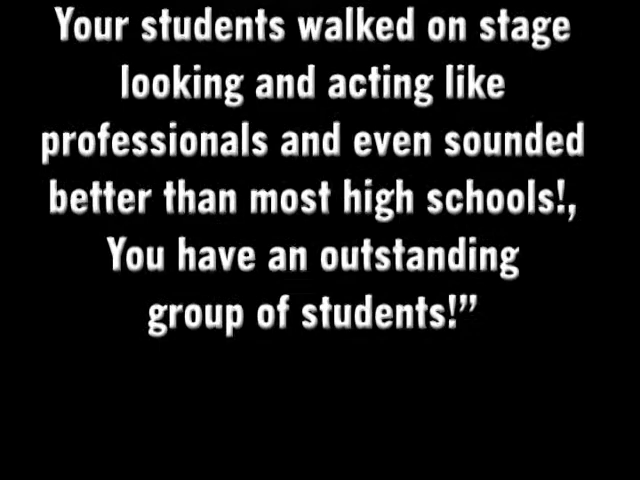 Your students walked on stage
looking and acting like
professionals and even sounded
better than most high schools!,
You have an outstanding
group of students!”